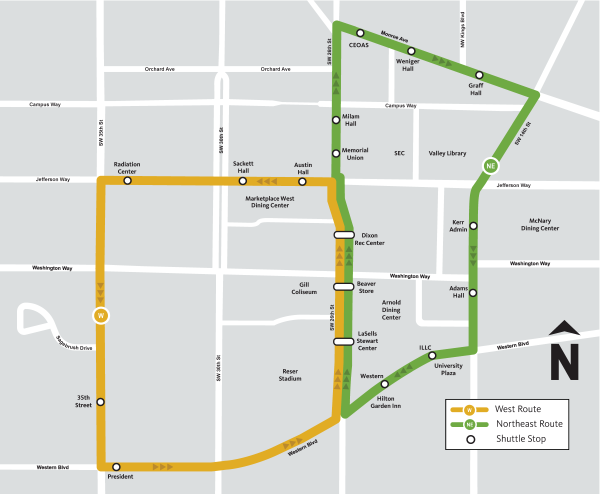 SW 26th St
CEOAS
Monroe Ave
NW Kings Blvd
Weniger
Hall
Orchard Ave
Orchard Ave
Graff
Hall
Campus Way
Campus Way
SW 35th St
SW 30th St
SW 14th St
Milam
Hall
Memorial
Union
SEC
Valley Library
NE
Radiation
Center
Sackett
Hall
Austin
Hall
Jefferson Way
Jefferson Way
Marketplace West
Dining Center
Kerr
Admin
McNary
Dining Center
Dixon
Rec Center
Washington Way
Washington Way
Washington Way
Gill
Coliseum
Beaver
Store
Adams
Hall
Arnold
Dining
Center
W
SW 26th St
Sagebrush Drive
LaSells
Stewart
Center
ILLC
Western Blvd
SW 30th St
Reser
Stadium
Western
University
Plaza
N
35th
Street
Hilton
Garden Inn
W West Route
NE Northeast Route
Shuttle Stop
Western Blvd
Western Blvd
President